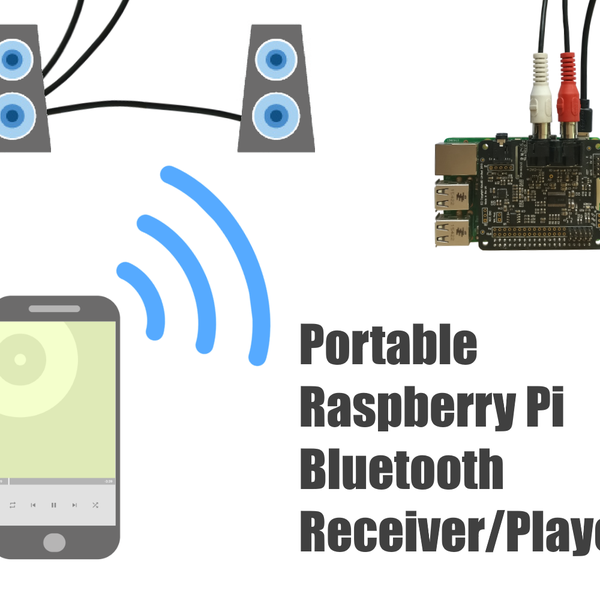 Portable
Raspberry Pi
Bluetooth
Receiver/Playe